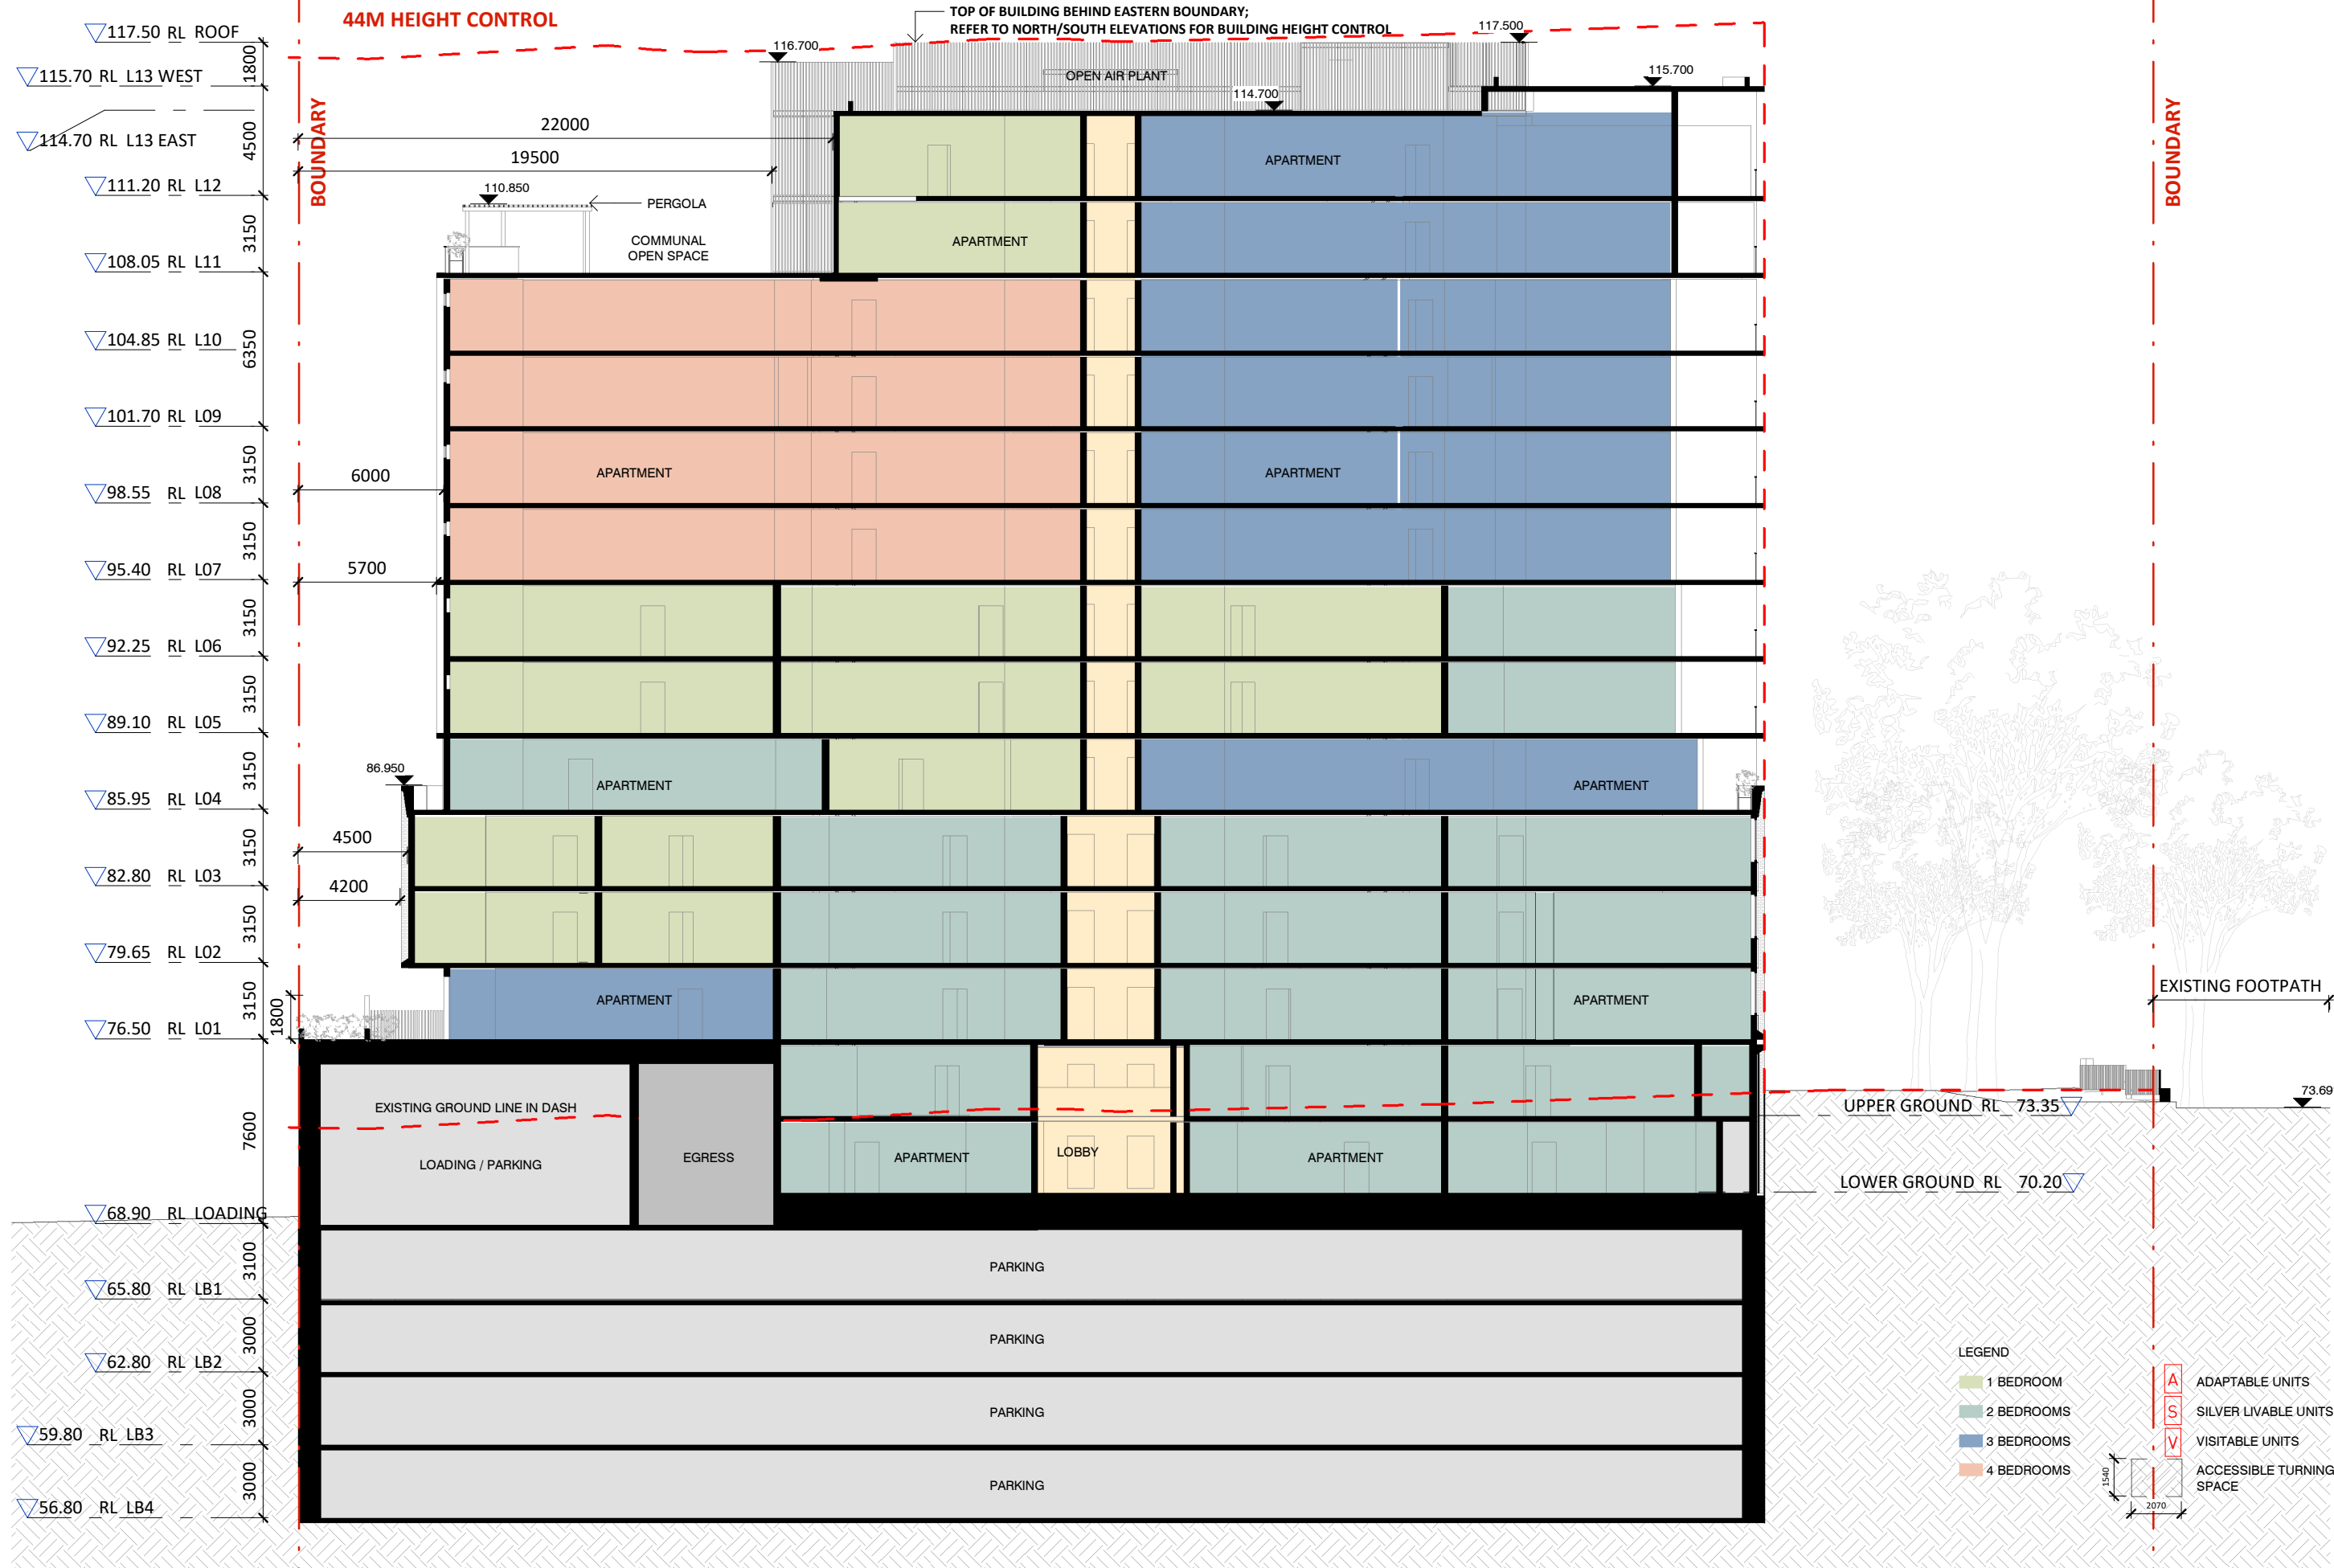 44M HEIGHT CONTROL
TOP OF BUILDING BEHIND EASTERN BOUNDARY;
REFER TO NORTH/SOUTH ELEVATIONS FOR BUILDING HEIGHT CONTROL
117.500
117.50 RL ROOF
116.700
1800
115.70 RL L13 WEST
OPEN AIR PLANT
115.700
114.700
BOUNDARY
BOUNDARY
22000
114.70 RL L13 EAST
4500
19500
APARTMENT
111.20 RL L12
110.850
PERGOLA
3150
COMMUNAL
OPEN SPACE
APARTMENT
108.05 RL L11
104.85 RL L10
6350
101.70 RL L09
3150
6000
APARTMENT
APARTMENT
98.55 RL L08
3150
95.40 RL L07
5700
3150
92.25 RL L06
3150
89.10 RL L05
3150
86.950
APARTMENT
APARTMENT
85.95 RL L04
3150
4500
82.80 RL L03
4200
3150
79.65 RL L02
3150
1800
APARTMENT
APARTMENT
EXISTING FOOTPATH
76.50 RL L01
73.69
EXISTING GROUND LINE IN DASH
UPPER GROUND RL 73.35
7600
LOADING / PARKING
EGRESS
APARTMENT
LOBBY
APARTMENT
LOWER GROUND RL 70.20
68.90 RL LOADING
3100
PARKING
65.80 RL LB1
3000
PARKING
62.80 RL LB2
3000
PARKING
59.80 RL LB3
3000
PARKING
56.80 RL LB4
LEGEND
1 BEDROOM
2 BEDROOMS
3 BEDROOMS
4 BEDROOMS
A ADAPTABLE UNITS
S SILVER LIVABLE UNITS
V VISITABLE UNITS
1540
2070
ACCESSIBLE TURNING
SPACE